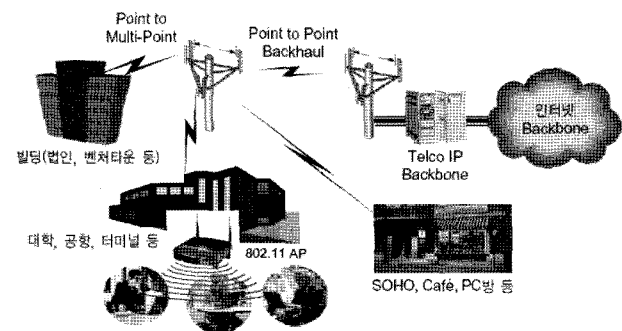 Point to
Multi-Point
Point to Point
Backhaul
인터넷
Backbone
빌딩(법인, 벤처타운 등)
Telco IP
Backbone
대학, 공항, 터미널 등
802.11 AP
SOHO, Café, PC방 등